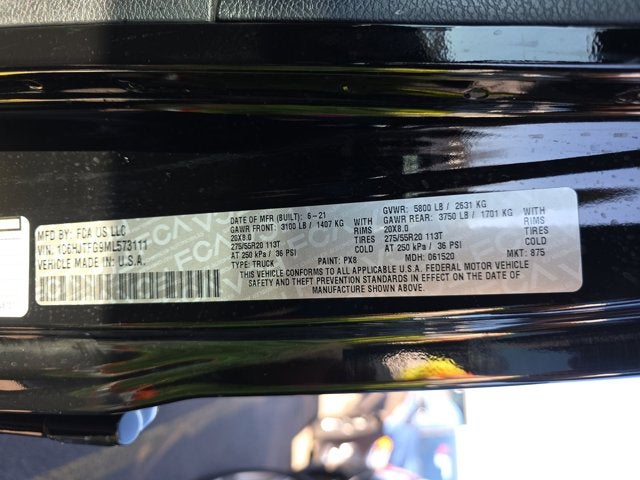 MFD BY: FCA US LLC
VIN: 1C6HJTFG9ML573111
VEHICLE MADE IN U.S.A.
DATE OF MFR (BUILT): 6-21
GAWR FRONT: 3100 LB / 1407 KG WITH
20X8.0 RIMS
275/55R20 113T TIRES
AT 250 kPa / 36 PSI COLD
TYPE: TRUCK PAINT: PX8
GVWR: 5800 LB / 2631 KG
GAWR REAR: 3750 LB / 1701 KG WITH
20X8.0 RIMS
275/55R20 113T TIRES
AT 250 kPa / 36 PSI COLD
MDH: 061520 MKT: 875
THIS VEHICLE CONFORMS TO ALL APPLICABLE U.S.A. FEDERAL MOTOR VEHICLE
SAFETY AND THEFT PREVENTION STANDARDS IN EFFECT ON THE DATE OF
MANUFACTURE SHOWN ABOVE.